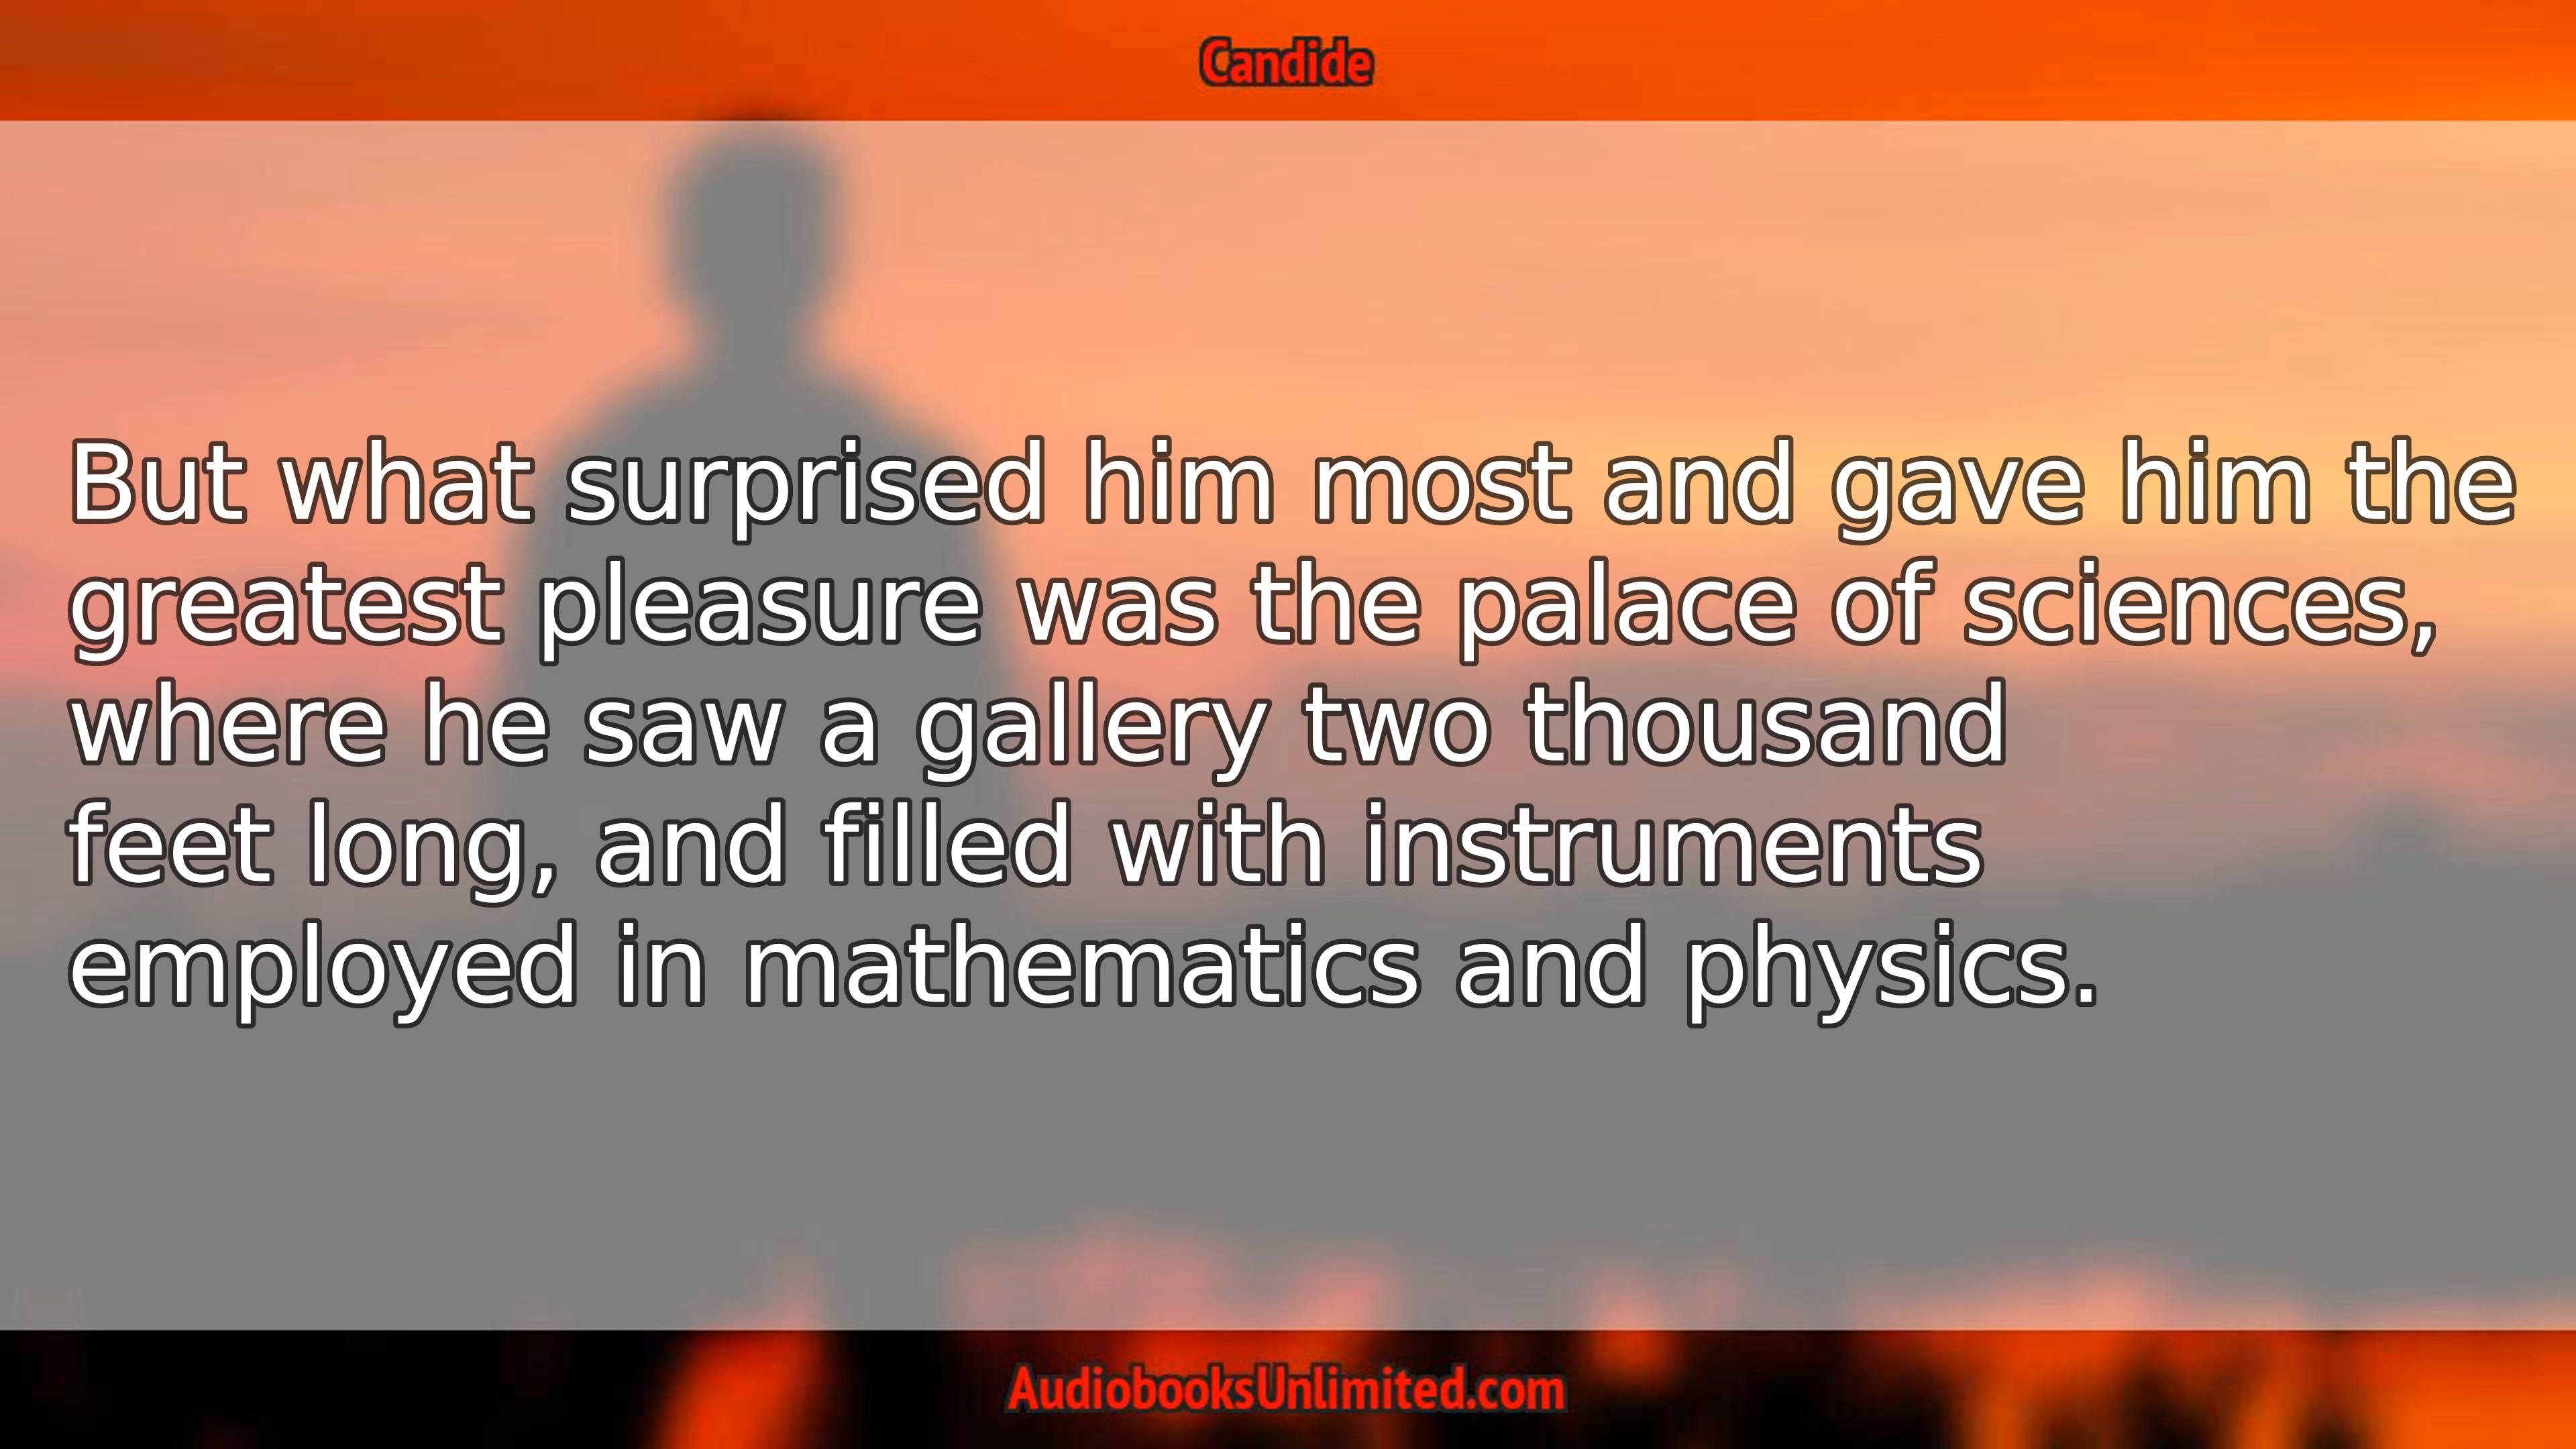 Candide
But what surprised him most and gave him the
greatest pleasure was the palace of sciences,
where he saw a gallery two thousand
feet long, and filled with instruments
employed in mathematics and physics.
AudiobooksUnlimited.com